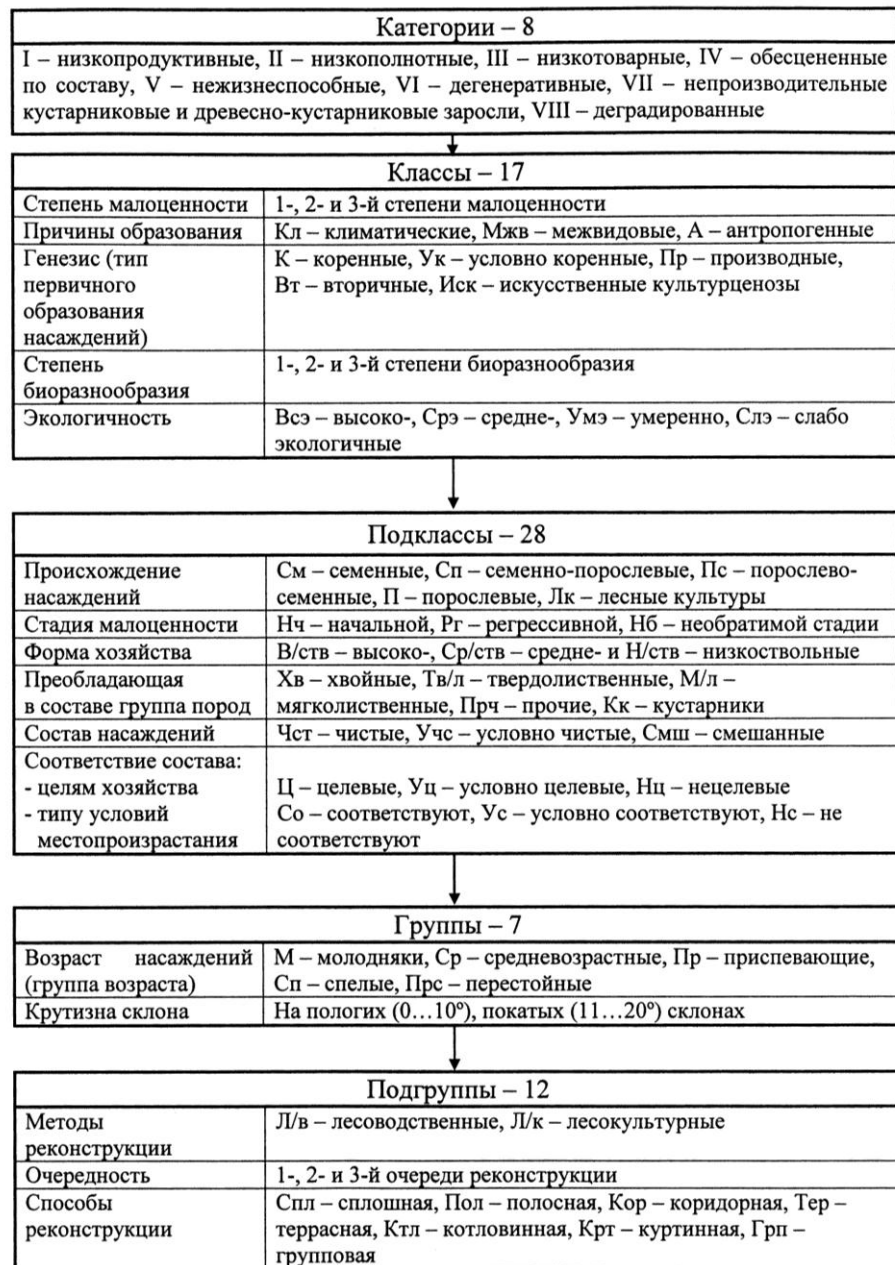 Категории – 8
I – низкопродуктивные, II – низкополнотные, III – низкотоварные, IV – обесцененные
по составу, V – нежизнеспособные, VI – дегенеративные, VII – непроизводительные
кустарниковые и древесно-кустарниковые заросли, VIII – деградированные
Классы – 17
Степень малоценности
1-, 2- и 3-й степени малоценности
Причины образования
Кл – климатические, Мжв – межвидовые, А – антропогенные
Генезис (тип
первичного
образования
насаждений)
К – коренные, Ук – условно коренные, Пр – производные,
Вт – вторичные, Иск – искусственные культурценозы
Степень
биоразнообразия
1-, 2- и 3-й степени биоразнообразия
Экологичность
Всэ – высоко-, Срэ – средне-, Умэ – умеренно, Слэ – слабо
экологичные
Подклассы – 28
Происхождение
насаждений
См – семенные, Сп – семенно-порослевые, Пс – порослево-
семенные, П – порослевые, Лк – лесные культуры
Стадия малоценности
Нч – начальной, Рг – регрессивной, Нб – необратимой стадии
Форма хозяйства
В/ств – высоко-, Ср/ств – средне- и Н/ств – низкоствольные
Преобладающая
в составе группа пород
Хв – хвойные, Тв/л – твердолиственные, М/л –
мягколиственные, Прч – прочие, Кк – кустарники
Состав насаждений
Чст – чистые, Учс – условно чистые, Смш – смешанные
Соответствие состава:
- целям хозяйства
- типу условий
местопроизрастания
Ц – целевые, Уц – условно целевые, Нц – нецелевые
Со – соответствуют, Ус – условно соответствуют, Нс – не
соответствуют
Группы – 7
Возраст насаждений
(группа возраста)
М – молодняки, Ср – средневозрастные, Пр – приспевающие,
Сп – спелые, Прс – перестойные
Крутизна склона
На пологих (0…10º), покатых (11…20º) склонах
Подгруппы – 12
Методы
реконструкции
Л/в – лесоводственные, Л/к – лесокультурные
Очередность
1-, 2- и 3-й очереди реконструкции
Способы
реконструкции
Спл – сплошная, Пол – полосная, Кор – коридорная, Тер –
террасная, Ктл – котловинная, Крт – куртинная, Грп –
групповая